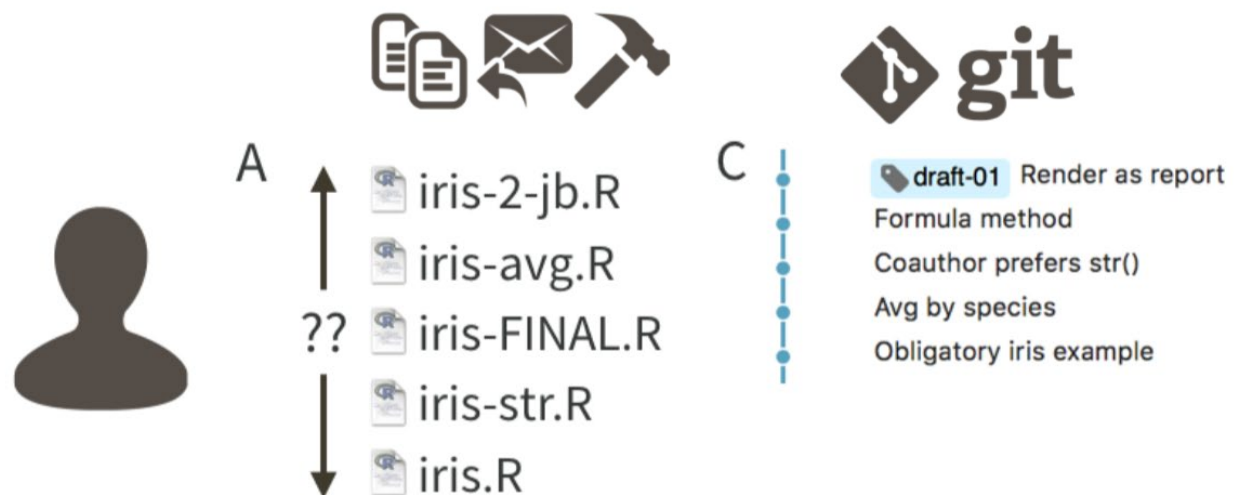 git
A
??
iris-2-jb.R
iris-avg.R
iris-FINAL.R
iris-str.R
iris.R
C
draft-01 Render as report
Formula method
Coauthor prefers str()
Avg by species
Obligatory iris example